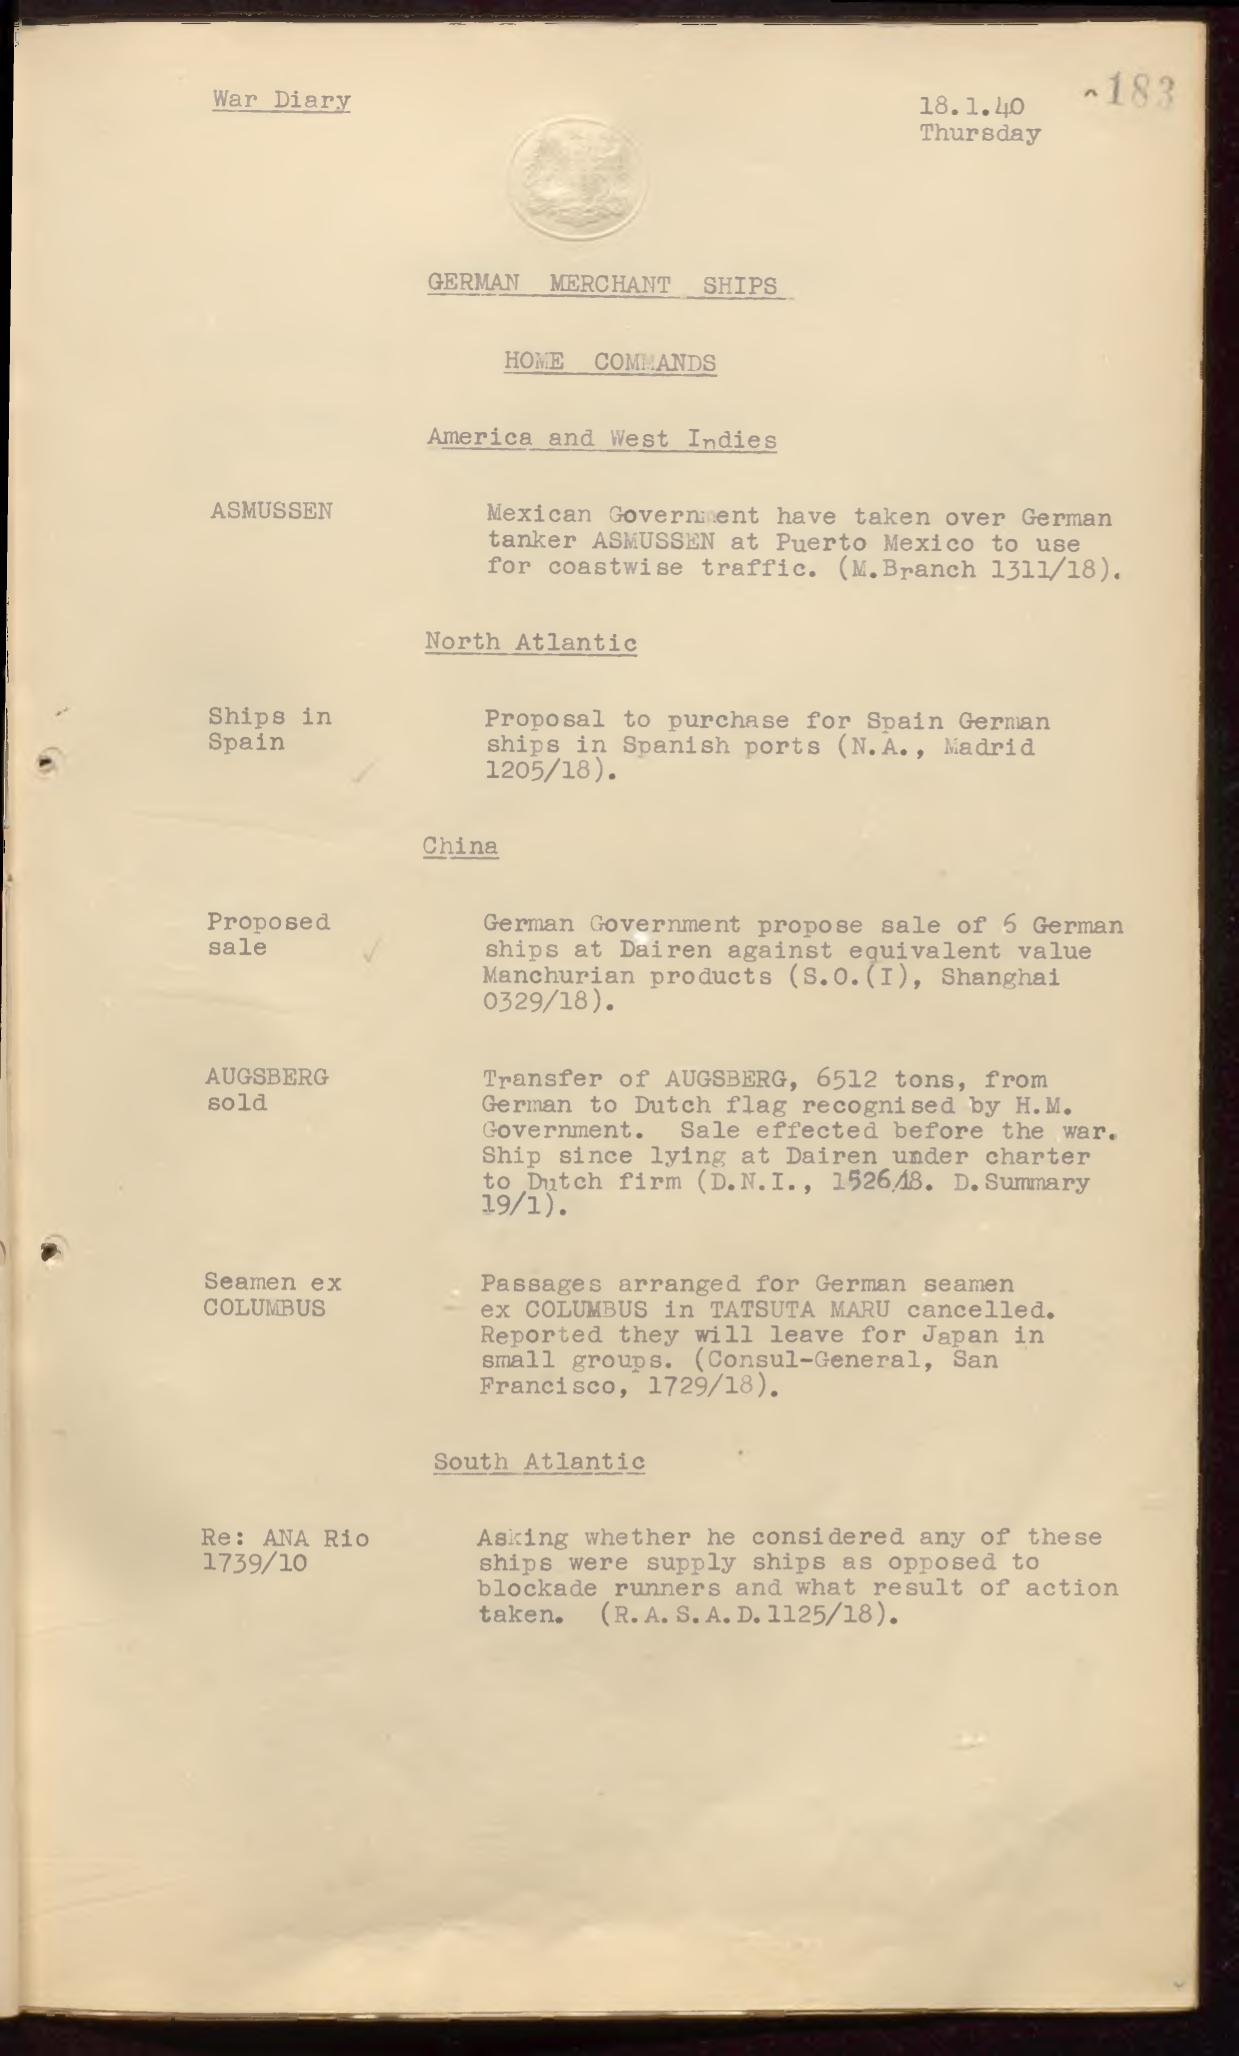 War Diary
18.1.40
183
Thursday
GERMAN MERCHANT SHIPS
HOME COMMANDS
America and West Indies
ASMUSSEN
Mexican Government have taken over German
tanker ASMUSSEN at Puerto Mexico to use
for coastwise traffic. (M.Branch 1311/18).
North Atlantic
Ships in
Spain
Proposal to purchase for Spain German
ships in Spanish ports (N.A., Madrid
1205/18).
China
Proposed
sale
German Government propose sale of 6 German
ships at Dairen against equivalent value
Manchurian products (S.O.(I), Shanghai
0329/18).
AUGSBERG
sold
Transfer of AUGSBERG, 6512 tons, from
German to Dutch flag recognised by H.M.
Government. Sale effected before the war.
Ship since lying at Dairen under charter
to Dutch firm (D.N.I., 1526/18. D.Summary
19/1).
Seamen ex
COLUMBUS
Passages arranged for German seamen
ex COLUMBUS in TATSUTA MARU cancelled.
Reported they will leave for Japan in
small groups. (Consul-General, San
Francisco, 1729/18).
South Atlantic
Re: ANA Rio
1739/10
Asking whether he considered any of these
ships were supply ships as opposed to
blockade runners and what result of action
taken. (R.A.S.A.D.1125/18).